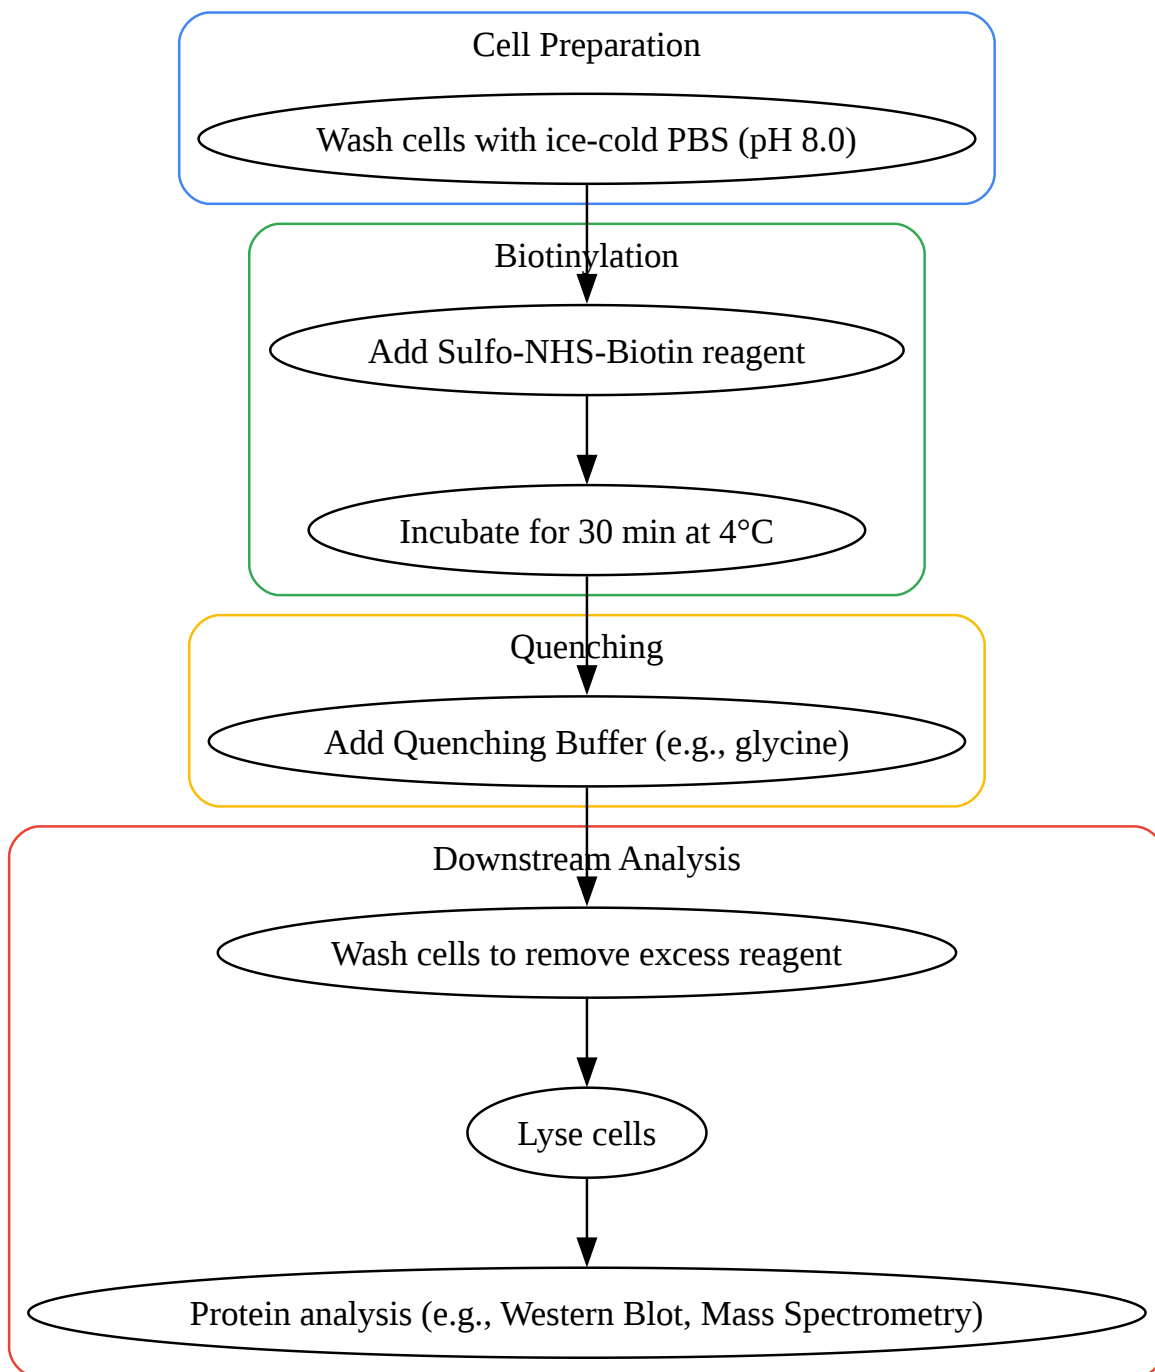 Cell Preparation
Wash cells with ice-cold PBS (pH 8.0)
Biotinylation
Add Sulfo-NHS-Biotin reagent
Incubate for 30 min at 4°C
Quenching
Add Quenching Buffer (e.g., glycine)
Downstream Analysis
Wash cells to remove excess reagent
Lyse cells
Protein analysis (e.g., Western Blot, Mass Spectrometry)